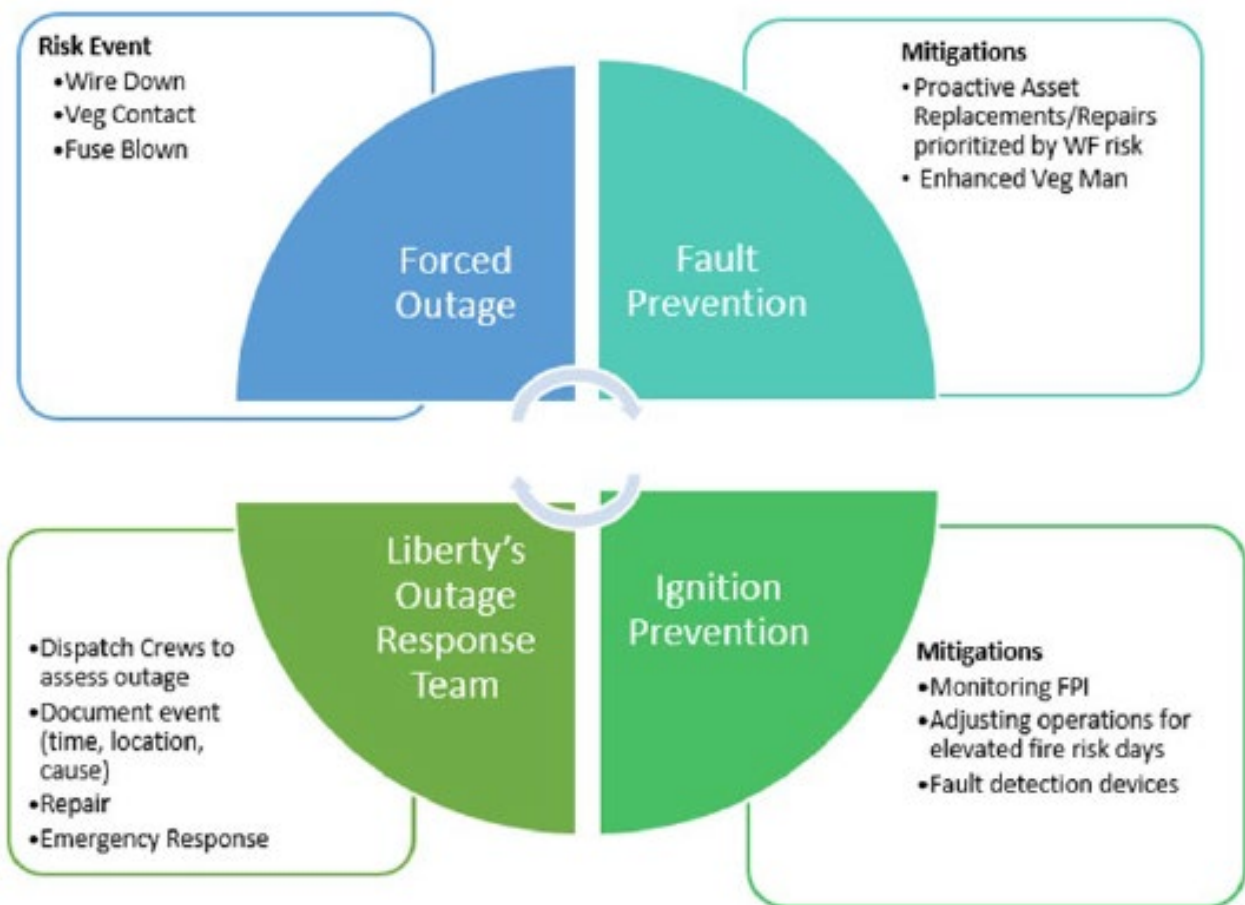 Risk Event
•Wire Down
•Veg Contact
•Fuse Blown
Forced
Outage
Fault
Prevention
Mitigations
• Proactive Asset
Replacements/Repairs
prioritized by WF risk
• Enhanced Veg Man
Liberty's
Outage
Response
Team
•Dispatch Crews to
assess outage
•Document event
(time, location,
cause)
•Repair
•Emergency Response
Ignition
Prevention
Mitigations
•Monitoring FPI
•Adjusting operations for
elevated fire risk days
•Fault detection devices